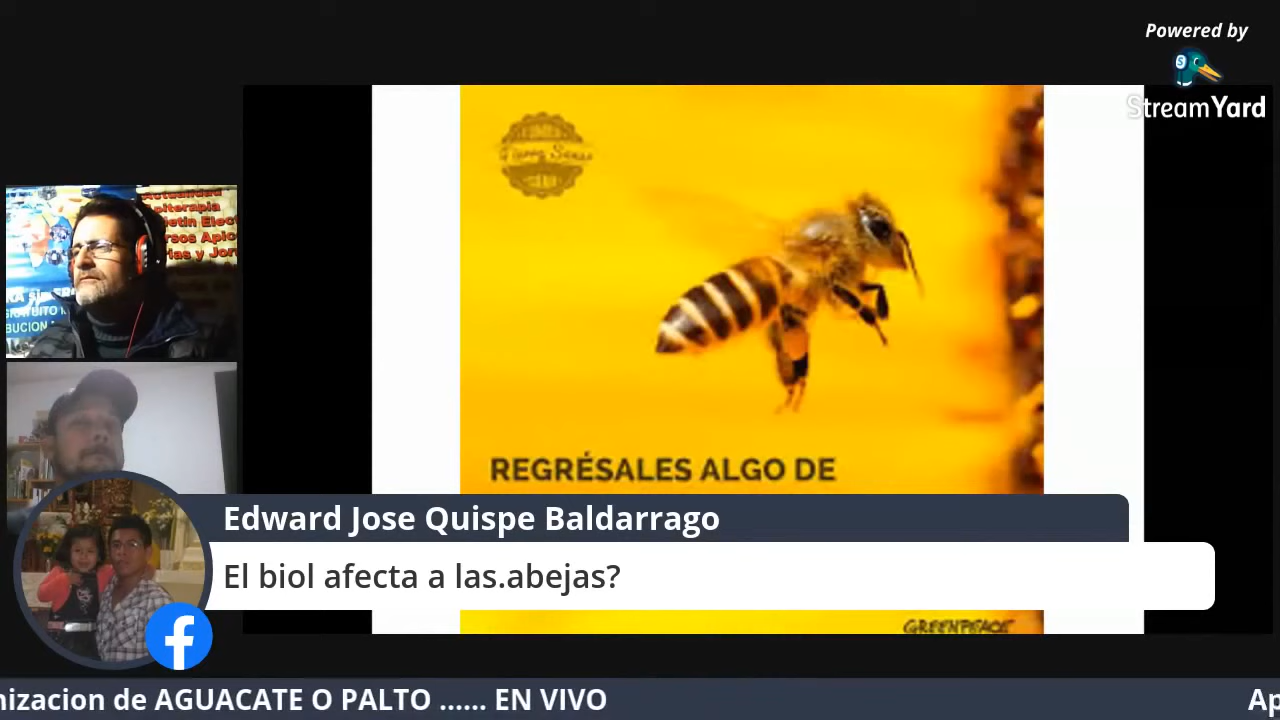 Powered by
StreamYard
REGRÉSALES ALGO DE
Edward Jose Quispe Baldarrago
El biol afecta a las.abejas?
GREENPEACE
nizacion de AGUACATE O PALTO ...... EN VIVO
Ap